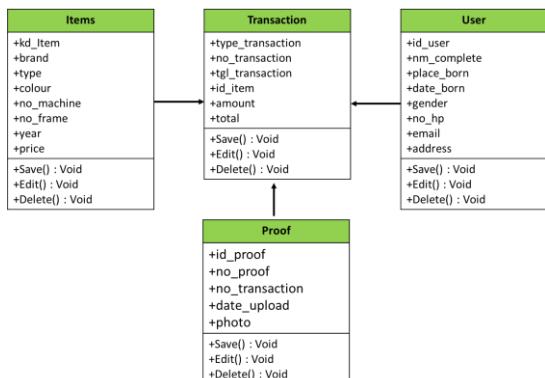 Items
+kd_Item
+brand
+type
+colour
+no_machine
+no_frame
+year
+price
+Save() : Void
+Edit() : Void
+Delete() : Void
Transaction
+type_transaction
+no_transaction
+tgl_transaction
+id_item
+amount
+total
+Save() : Void
+Edit() : Void
+Delete() : Void
User
+id_user
+nm_complete
+place_born
+date_born
+gender
+no_hp
+email
+address
+Save() : Void
+Edit() : Void
+Delete() : Void
Proof
+id_proof
+no_proof
+no_transaction
+date_upload
+photo
+Save() : Void
+Edit() : Void
+Delete() : Void